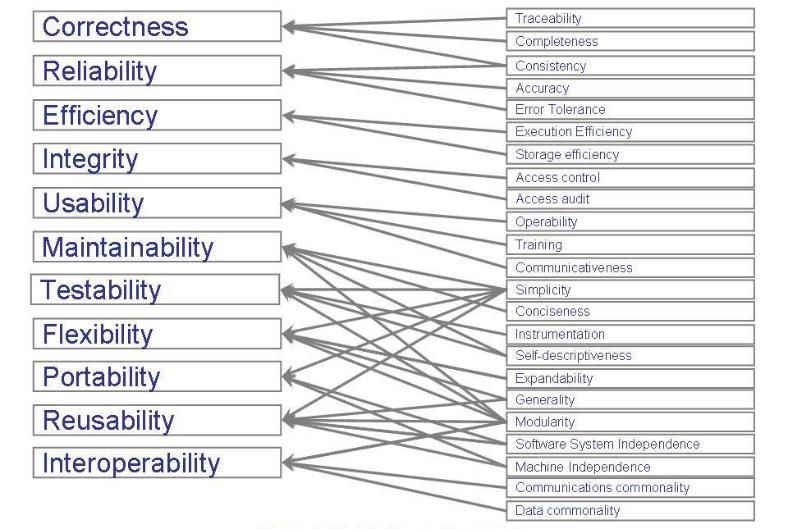 Correctness
Reliability
Efficiency
Integrity
Usability
Maintainability
Testability
Flexibility
Portability
Reusability
Interoperability
Traceability
Completeness
Consistency
Accuracy
Error Tolerance
Execution Efficiency
Storage efficiency
Access control
Access audit
Operability
Training
Communicativeness
Simplicity
Conciseness
Instrumentation
Self-descriptiveness
Expandability
Generality
Modularity
Software System Independence
Machine Independence
Communications commonality
Data commonality